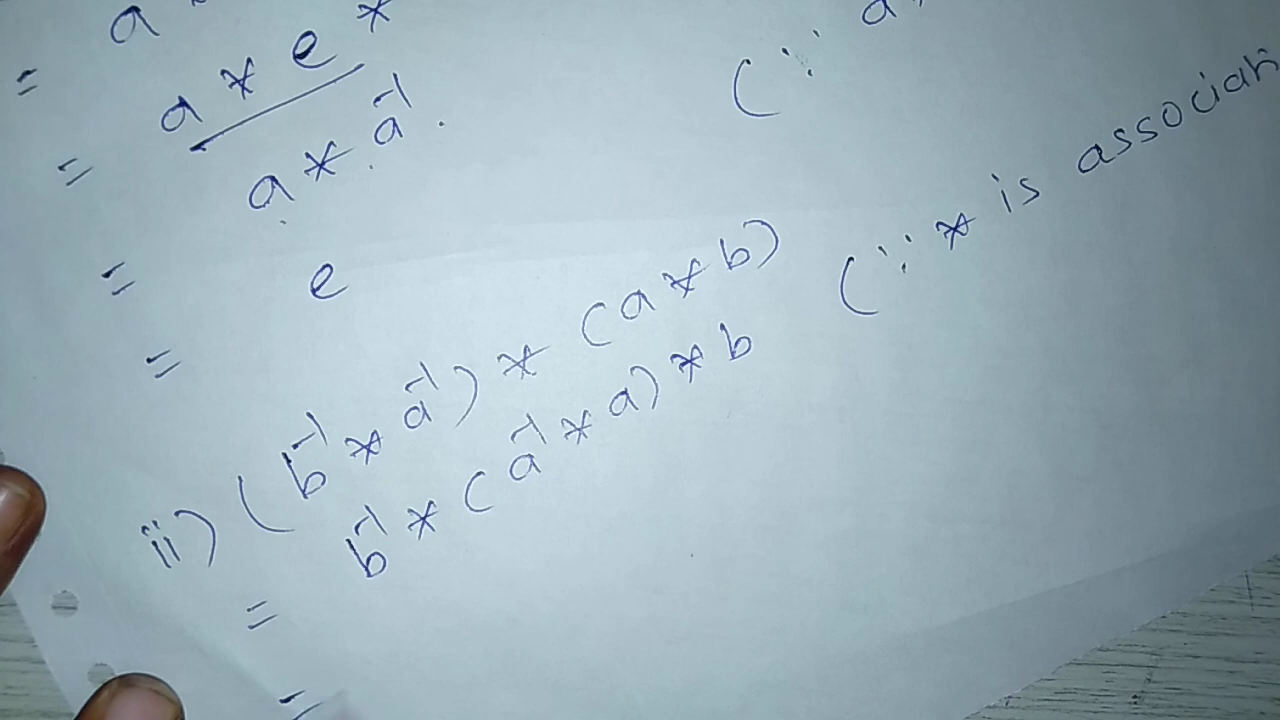 = a
= a * e *
= a * a⁻¹. (∵ a
= e
=
ii) (b⁻¹ * a⁻¹) * (a * b)
= b⁻¹ * (a⁻¹ * a) * b (∵ * is associati
=